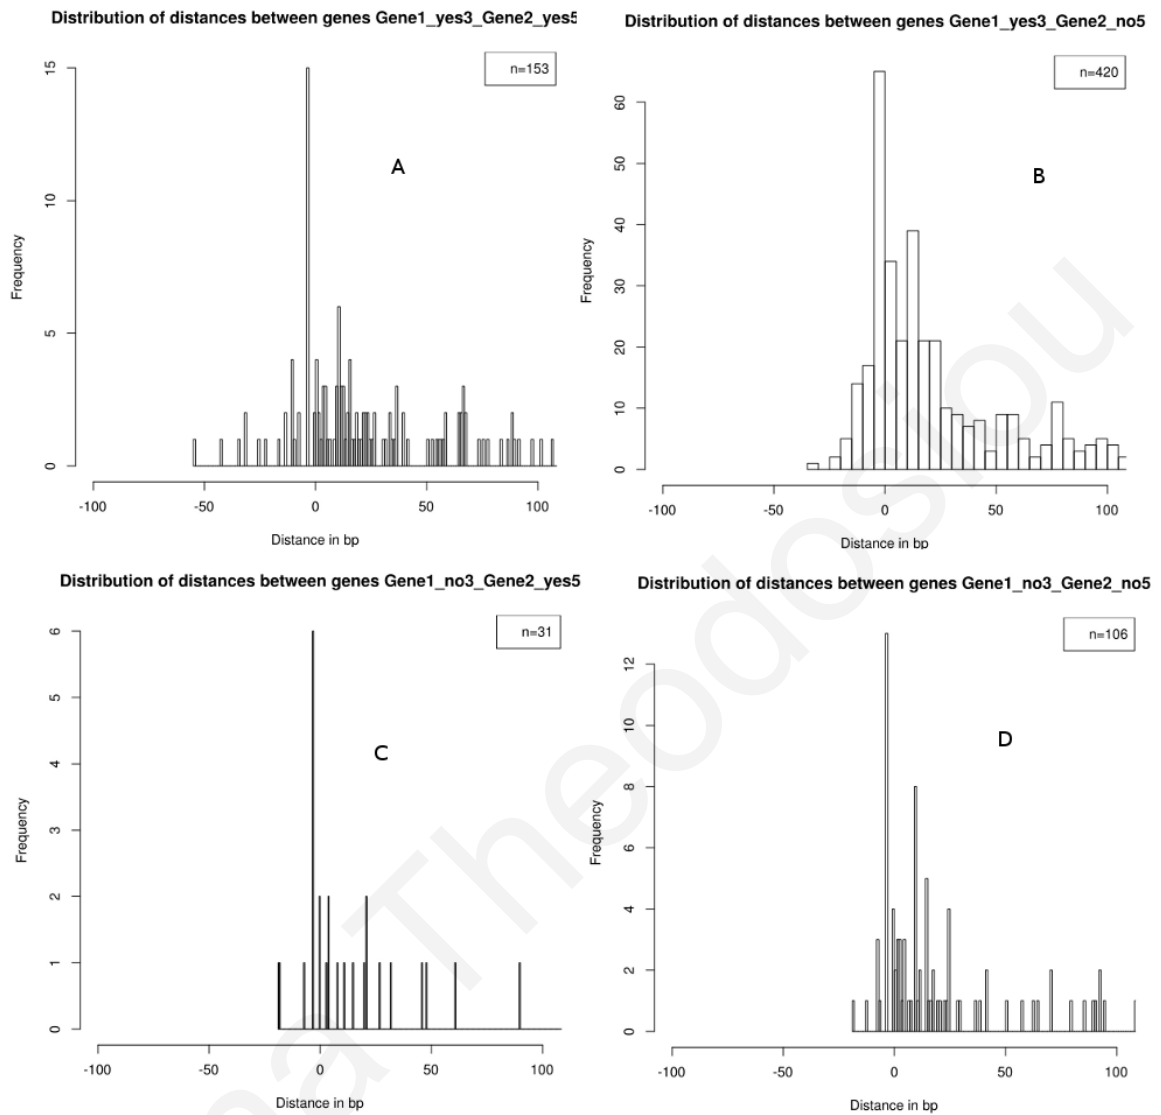 Distribution of distances between genes Gene1_yes3_Gene2_yes5
n=153
A
Frequency
0
5
10
15
-100 -50 0 50 100
Distance in bp
Distribution of distances between genes Gene1_yes3_Gene2_no5
n=420
B
Frequency
0
10
20
30
40
50
60
-100 -50 0 50 100
Distance in bp
Distribution of distances between genes Gene1_no3_Gene2_yes5
n=31
C
Frequency
0
1
2
3
4
5
6
-100 -50 0 50 100
Distance in bp
Distribution of distances between genes Gene1_no3_Gene2_no5
n=106
D
Frequency
0
2
4
6
8
10
12
-100 -50 0 50 100
Distance in bp
Theodosiou